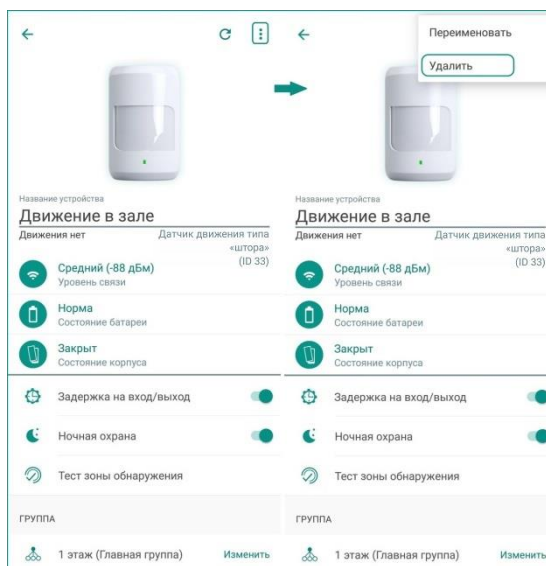 Название устройства
Движение в зале
Движения нет
Датчик движения типа
«штора»
(ID 33)
Средний (-88 дБм)
Уровень связи
Норма
Состояние батареи
Закрыт
Состояние корпуса
Задержка на вход/выход
Ночная охрана
Тест зоны обнаружения
ГРУППА
1 этаж (Главная группа)
Изменить
Переименовать
Удалить
Название устройства
Движение в зале
Движения нет
Датчик движения типа
«штора»
(ID 33)
Средний (-88 дБм)
Уровень связи
Норма
Состояние батареи
Закрыт
Состояние корпуса
Задержка на вход/выход
Ночная охрана
Тест зоны обнаружения
ГРУППА
1 этаж (Главная группа)
Изменить